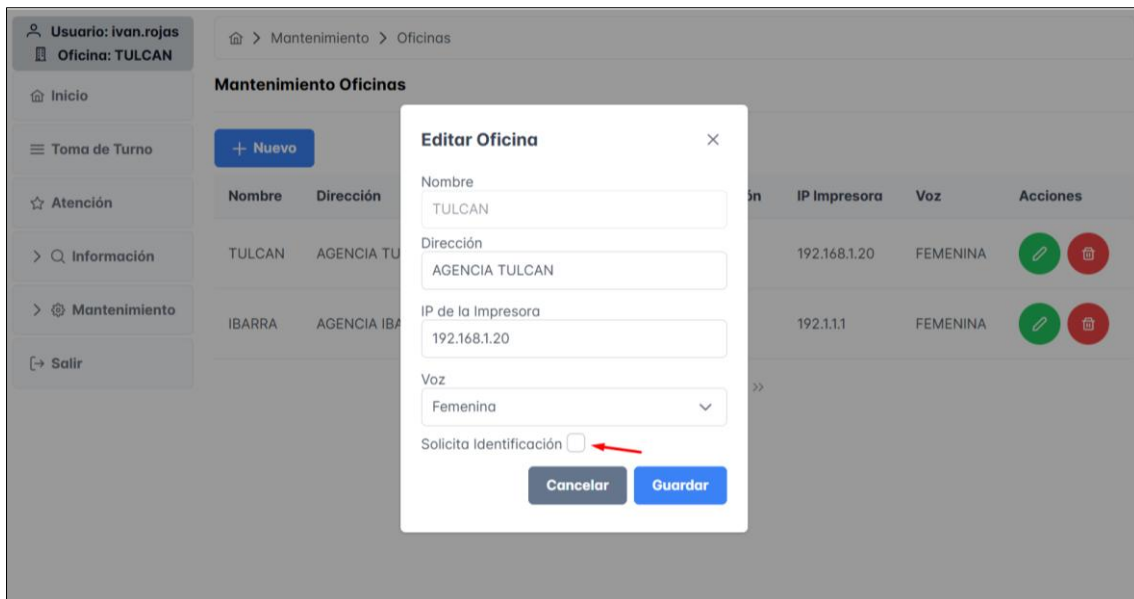 Usuario: ivan.rojas
Oficina: TULCAN
Inicio
Toma de Turno
Atención
Información
Mantenimiento
Salir
Mantenimiento > Oficinas
Mantenimiento Oficinas
+ Nuevo
Nombre Dirección ón IP Impresora Voz Acciones
TULCAN AGENCIA TU 192.168.1.20 FEMENINA
IBARRA AGENCIA IBA 192.1.1.1 FEMENINA
Editar Oficina
Nombre
TULCAN
Dirección
AGENCIA TULCAN
IP de la Impresora
192.168.1.20
Voz
Femenina
Solicita Identificación
Cancelar Guardar